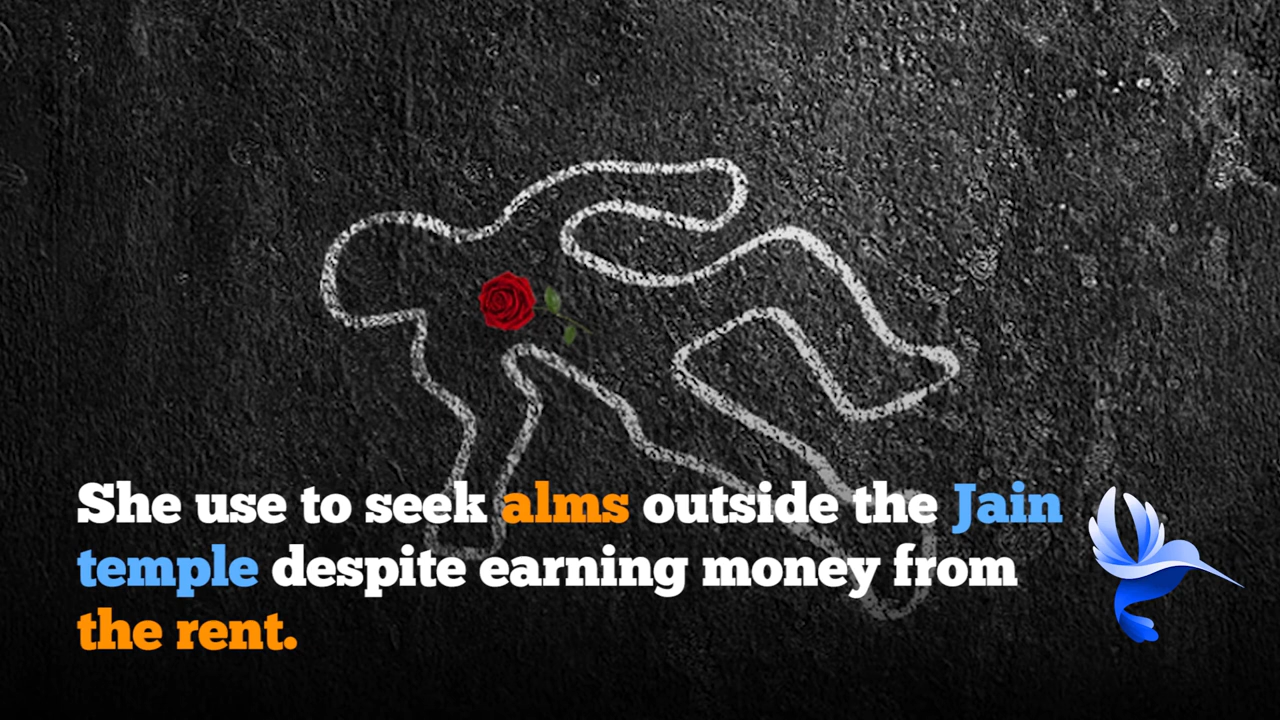 She use to seek alms outside the Jain
temple despite earning money from
the rent.